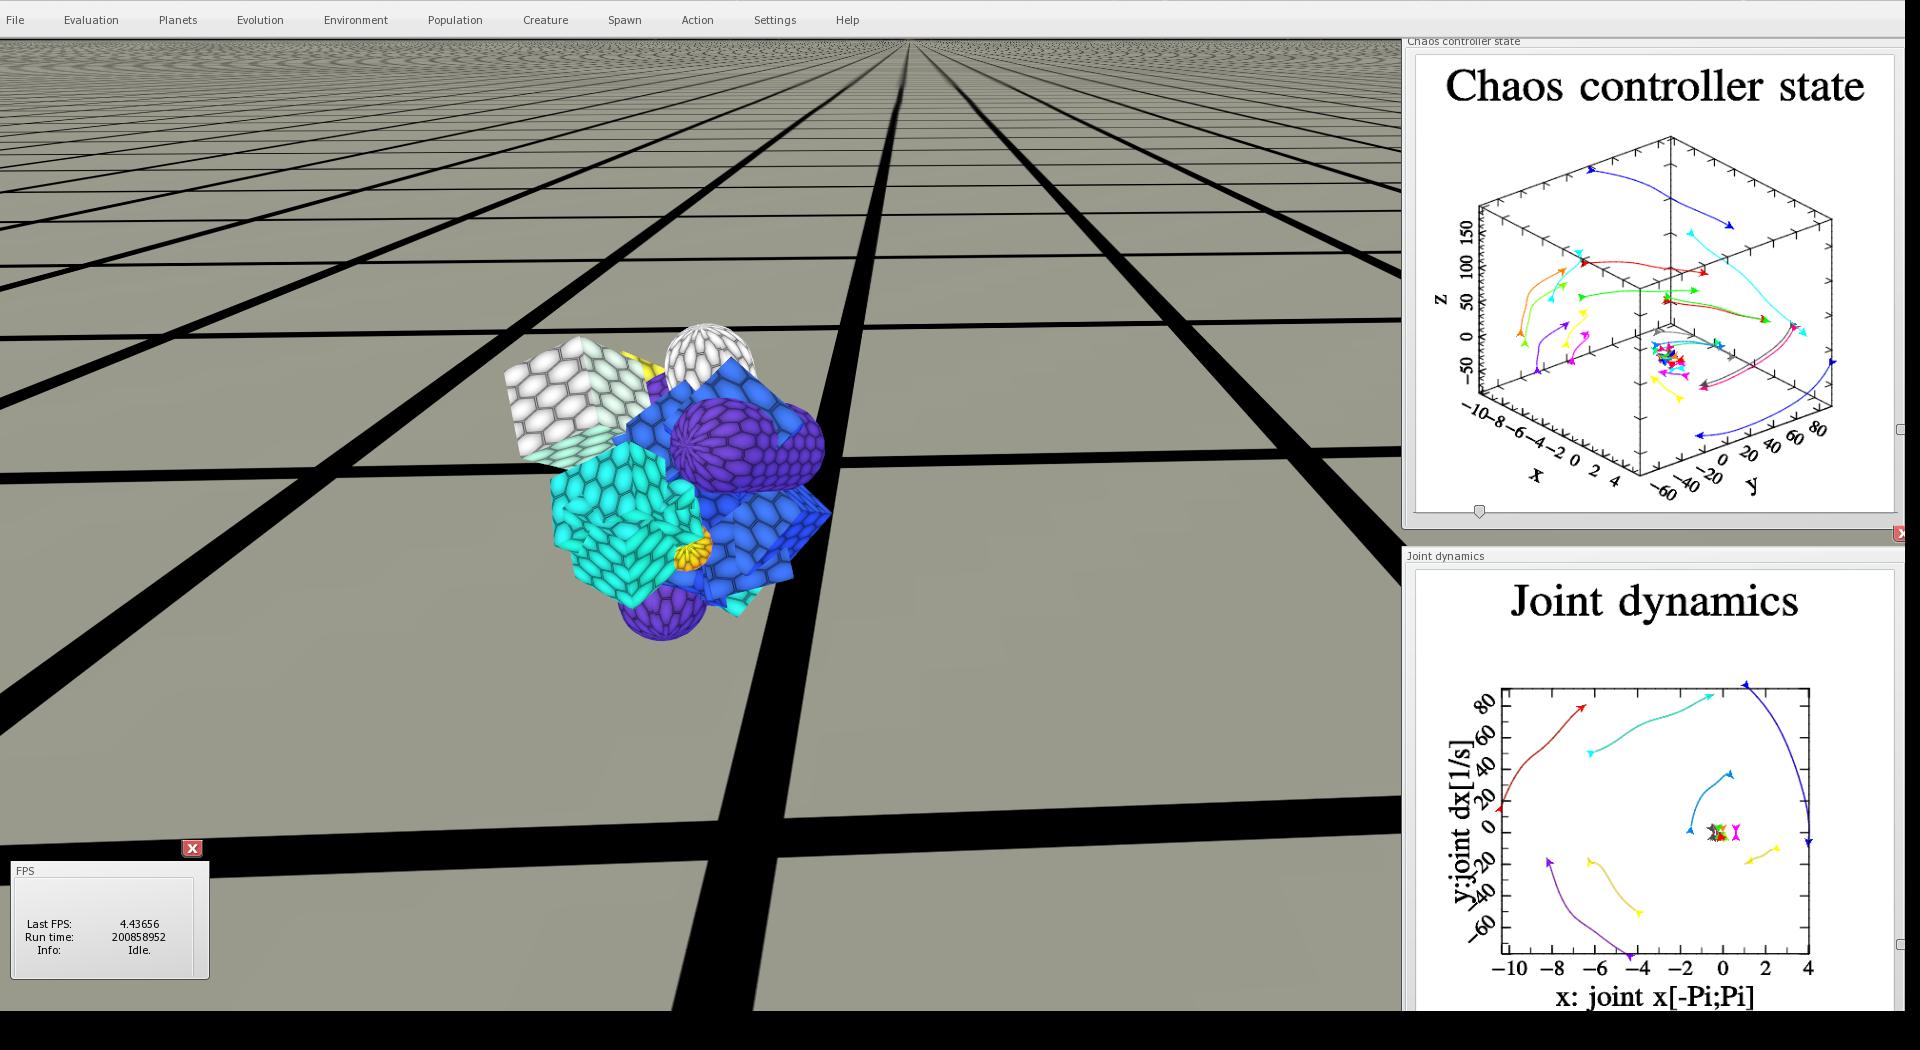 File Evaluation Planets Evolution Environment Population Creature Spawn Action Settings Help
Chaos controller state
Chaos controller state
z
150
100
50
0
−50
−10 −8 −6 −4 −2 0 2 4
x
−60 −40 −20 0 20 40 60 80
y
X
Joint dynamics
Joint dynamics
y:joint dx[1/s]
80
60
40
20
0
−20
−40
−60
−10 −8 −6 −4 −2 0 2 4
x: joint x[-Pi;Pi]
X
FPS
Last FPS: 4.43656
Run time: 200858952
Info: Idle.